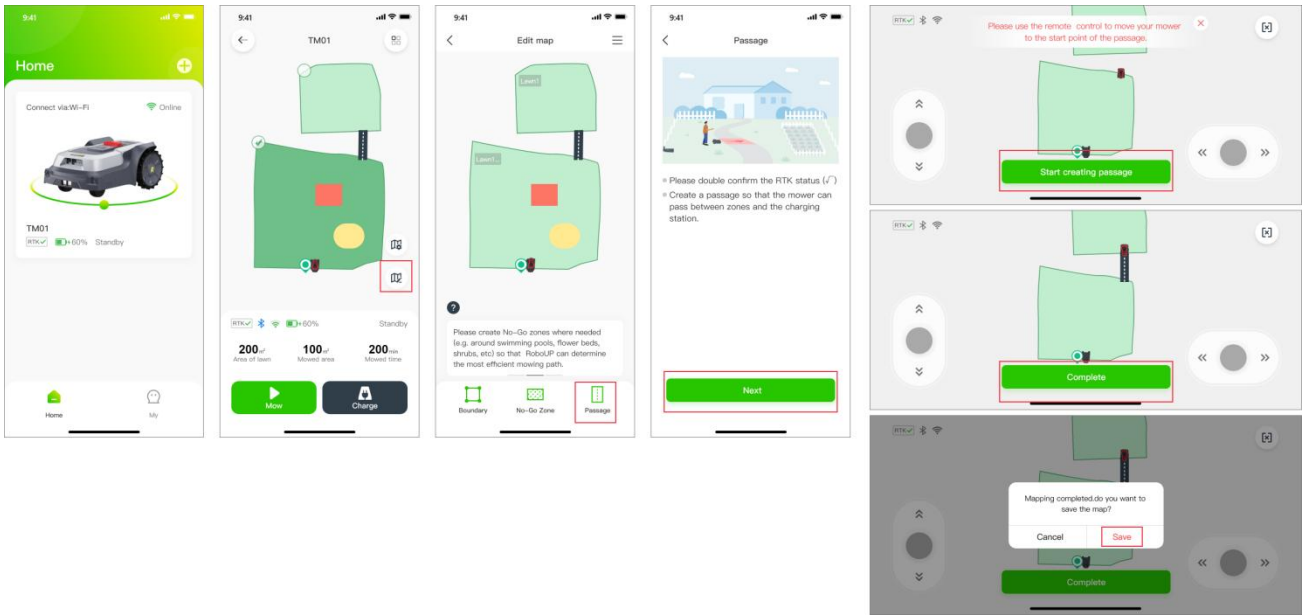 9:41
Home
Connect via:Wi-Fi
Online
TM01
RTK
60%
Standby
Home
My
9:41
TM01
RTK
60%
Standby
200 m²
100 m²
200 min
Area of lawn
Mowed area
Mowed time
Mow
Charge
9:41
Edit map
Lawn1
Lawn1...
?
Please create No-Go zones where needed
(e.g. around swimming pools, flower beds,
shrubs, etc) so that RoboUP can determine
the most efficient mowing path.
Boundary
No-Go Zone
Passage
9:41
Passage
Please double confirm the RTK status (√)
Create a passage so that the mower can
pass between zones and the charging
station.
Next
RTK
Please use the remote control to move your mower
to the start point of the passage.
Start creating passage
RTK
Complete
RTK
Mapping completed.do you want to
save the map?
Cancel
Save
Complete